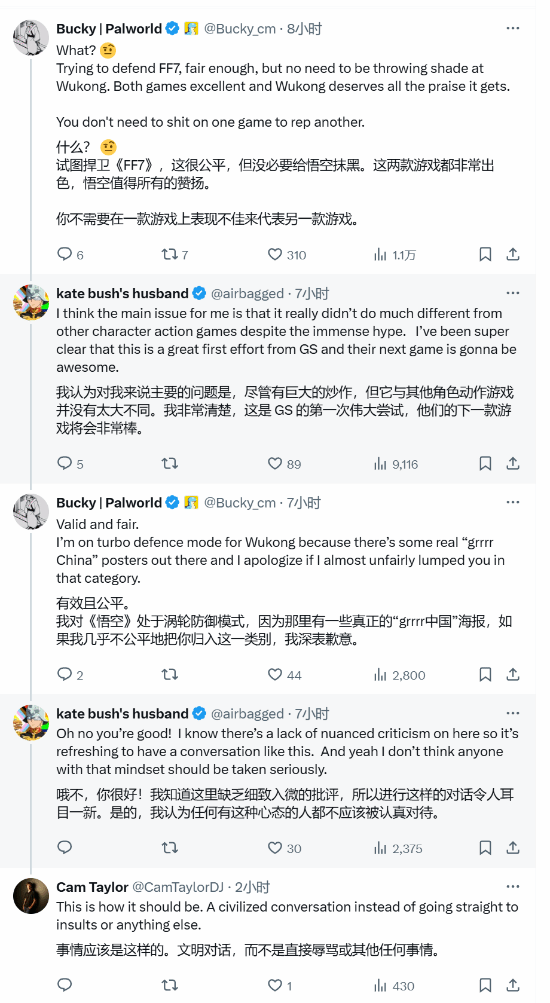 Bucky | Palworld @Bucky_cm · 8小时
What? 🤨
Trying to defend FF7, fair enough, but no need to be throwing shade at
Wukong. Both games excellent and Wukong deserves all the praise it gets.
You don't need to shit on one game to rep another.
什么? 🤨
试图捍卫《FF7》，这很公平，但没必要给悟空抹黑。这两款游戏都非常出
色，悟空值得所有的赞扬。
你不需要在一款游戏上表现不佳来代表另一款游戏。
6 7 310 1.1万
kate bush's husband @airbagged · 7小时
I think the main issue for me is that it really didn't do much different from
other character action games despite the immense hype. I've been super
clear that this is a great first effort from GS and their next game is gonna be
awesome.
我认为对我来说主要的问题是，尽管有巨大的炒作，但它与其他角色动作游戏
并没有太大不同。我非常清楚，这是 GS 的第一次伟大尝试，他们的下一款游
戏将会非常棒。
5 89 9,116
Bucky | Palworld @Bucky_cm · 7小时
Valid and fair.
I'm on turbo defence mode for Wukong because there's some real “grrrr
China” posters out there and I apologize if I almost unfairly lumped you in
that category.
有效且公平。
我对《悟空》处于涡轮防御模式，因为那里有一些真正的“grrrr中国”海报，如
果我几乎不公平地把你归入这一类别，我深表歉意。
2 44 2,800
kate bush's husband @airbagged · 7小时
Oh no you're good! I know there's a lack of nuanced criticism on here so it's
refreshing to have a conversation like this. And yeah I don't think anyone
with that mindset should be taken seriously.
哦不，你很好！我知道这里缺乏细致入微的批评，所以进行这样的对话令人耳
目一新。是的，我认为任何有这种心态的人都不应该被认真对待。
30 2,375
Cam Taylor @CamTaylorDJ · 2小时
This is how it should be. A civilized conversation instead of going straight to
insults or anything else.
事情应该是这样的。文明对话，而不是直接辱骂或其他任何事情。
1 430